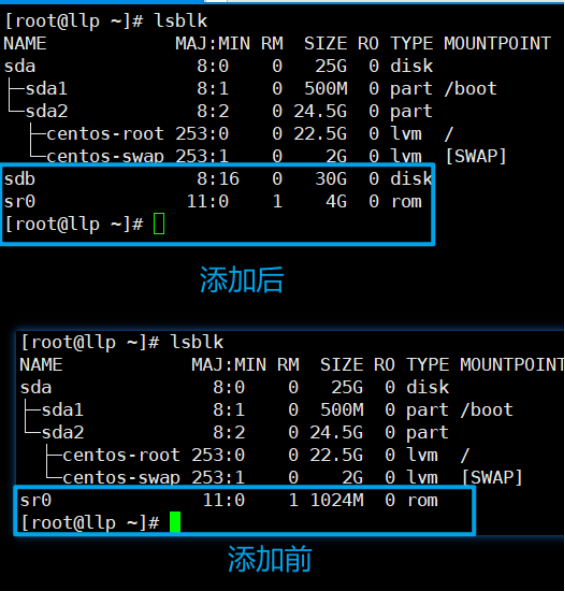 [root@llp ~]# lsblk
NAME MAJ:MIN RM SIZE RO TYPE MOUNTPOINT
sda 8:0 0 25G 0 disk
├─sda1 8:1 0 500M 0 part /boot
└─sda2 8:2 0 24.5G 0 part
├─centos-root 253:0 0 22.5G 0 lvm /
└─centos-swap 253:1 0 2G 0 lvm [SWAP]
sdb 8:16 0 30G 0 disk
sr0 11:0 1 4G 0 rom
[root@llp ~]#
添加后
[root@llp ~]# lsblk
NAME MAJ:MIN RM SIZE RO TYPE MOUNTPOINT
sda 8:0 0 25G 0 disk
├─sda1 8:1 0 500M 0 part /boot
└─sda2 8:2 0 24.5G 0 part
├─centos-root 253:0 0 22.5G 0 lvm /
└─centos-swap 253:1 0 2G 0 lvm [SWAP]
sr0 11:0 1 1024M 0 rom
[root@llp ~]#
添加前